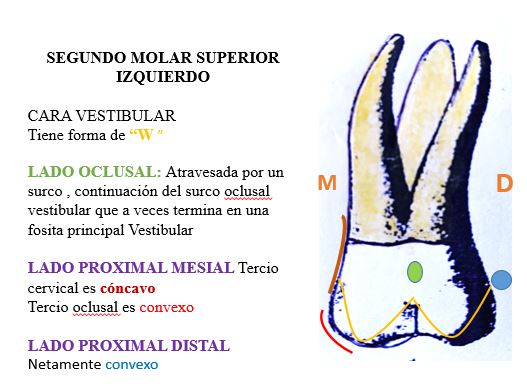 SEGUNDO MOLAR SUPERIOR
IZQUIERDO
CARA VESTIBULAR
Tiene forma de “W ”
LADO OCLUSAL: Atravesada por un
surco , continuación del surco oclusal
vestibular que a veces termina en una
fosita principal Vestibular
LADO PROXIMAL MESIAL Tercio
cervical es cóncavo
Tercio oclusal es convexo
LADO PROXIMAL DISTAL
Netamente convexo
M
D